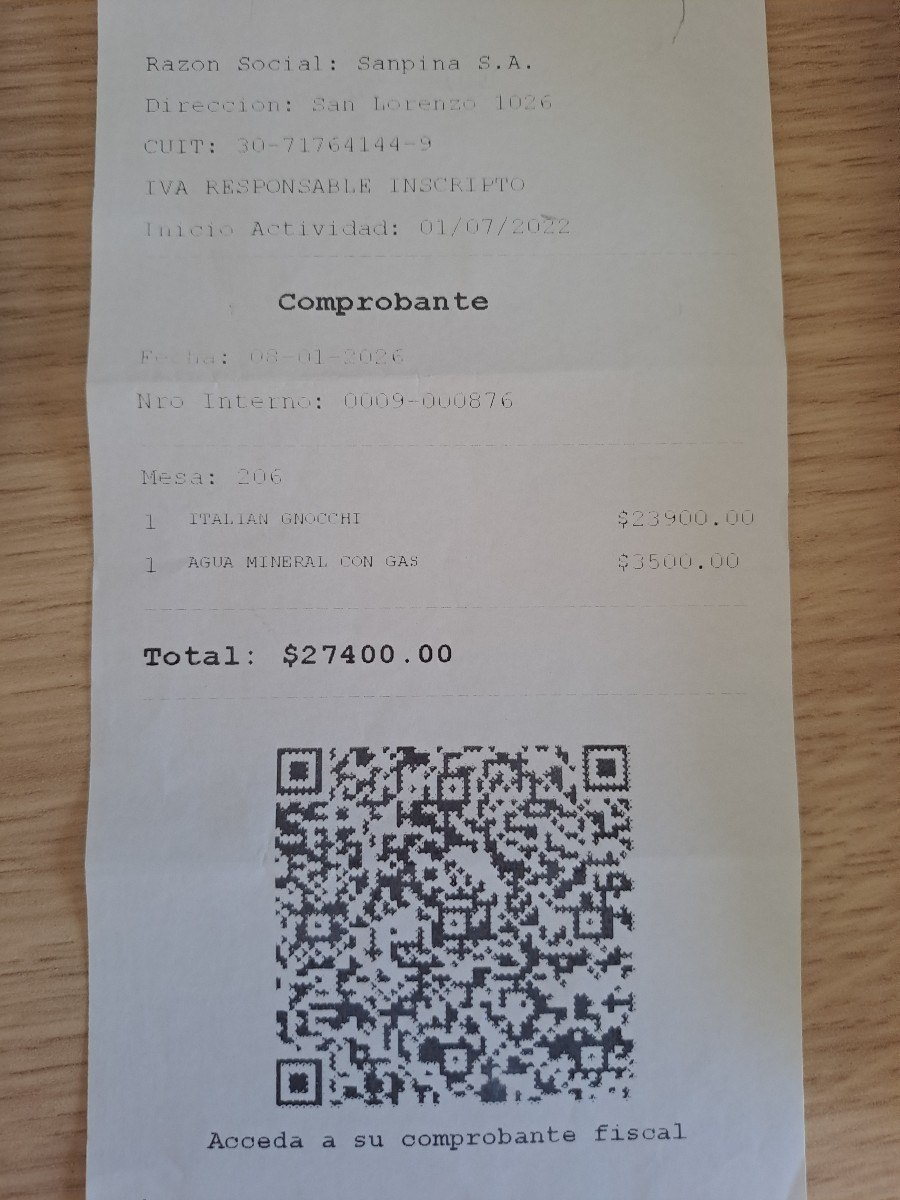 Razon Social: Sanpina S.A.
Direccion: San Lorenzo 1026
CUIT: 30-71764144-9
IVA RESPONSABLE INSCRIPTO
Inicio Actividad: 01/07/2022
Comprobante
Fecha: 08-01-2026
Nro Interno: 0009-000876
Mesa: 206
1 ITALIAN GNOCCHI $23900.00
1 AGUA MINERAL CON GAS $3500.00
Total: $27400.00
Acceda a su comprobante fiscal